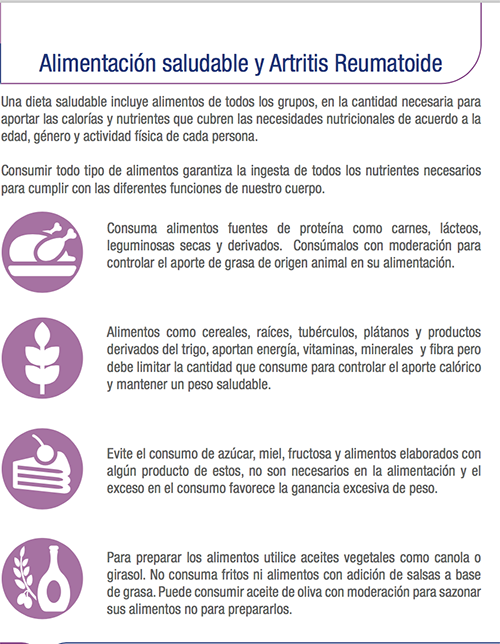 Alimentación saludable y Artritis Reumatoide
Una dieta saludable incluye alimentos de todos los grupos, en la cantidad necesaria para
aportar las calorías y nutrientes que cubren las necesidades nutricionales de acuerdo a la
edad, género y actividad física de cada persona.
Consumir todo tipo de alimentos garantiza la ingesta de todos los nutrientes necesarios
para cumplir con las diferentes funciones de nuestro cuerpo.
Consuma alimentos fuentes de proteína como carnes, lácteos,
leguminosas secas y derivados. Consúmalos con moderación para
controlar el aporte de grasa de origen animal en su alimentación.
Alimentos como cereales, raíces, tubérculos, plátanos y productos
derivados del trigo, aportan energía, vitaminas, minerales y fibra pero
debe limitar la cantidad que consume para controlar el aporte calórico
y mantener un peso saludable.
Evite el consumo de azúcar, miel, fructosa y alimentos elaborados con
algún producto de estos, no son necesarios en la alimentación y el
exceso en el consumo favorece la ganancia excesiva de peso.
Para preparar los alimentos utilice aceites vegetales como canola o
girasol. No consuma fritos ni alimentos con adición de salsas a base
de grasa. Puede consumir aceite de oliva con moderación para sazonar
sus alimentos no para prepararlos.